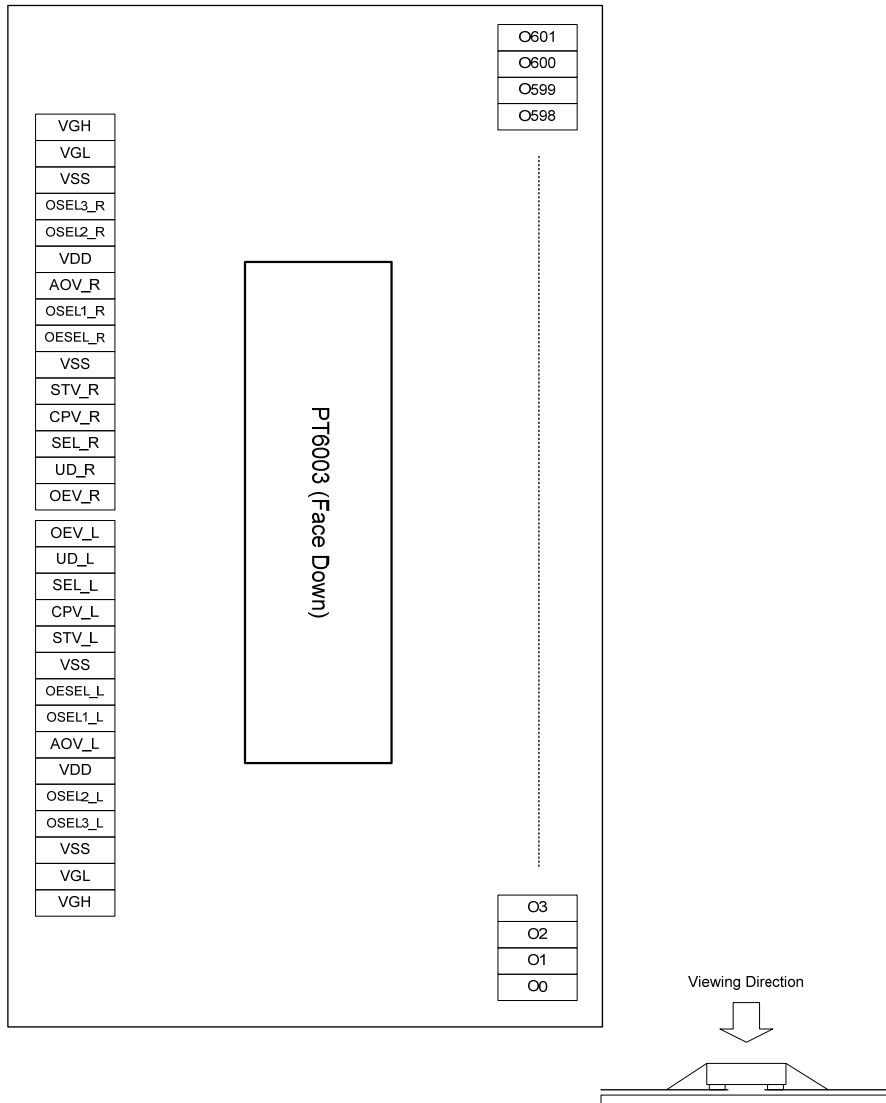 O601
O600
O599
O598
VGH
VGL
VSS
OSEL3_R
OSEL2_R
VDD
AOV_R
OSEL1_R
OESEL_R
VSS
STV_R
CPV_R
SEL_R
UD_R
OEV_R
OEV_L
UD_L
SEL_L
CPV_L
STV_L
VSS
OESEL_L
OSEL1_L
AOV_L
VDD
OSEL2_L
OSEL3_L
VSS
VGL
VGH
PT6003 (Face Down)
O3
O2
O1
O0
Viewing Direction